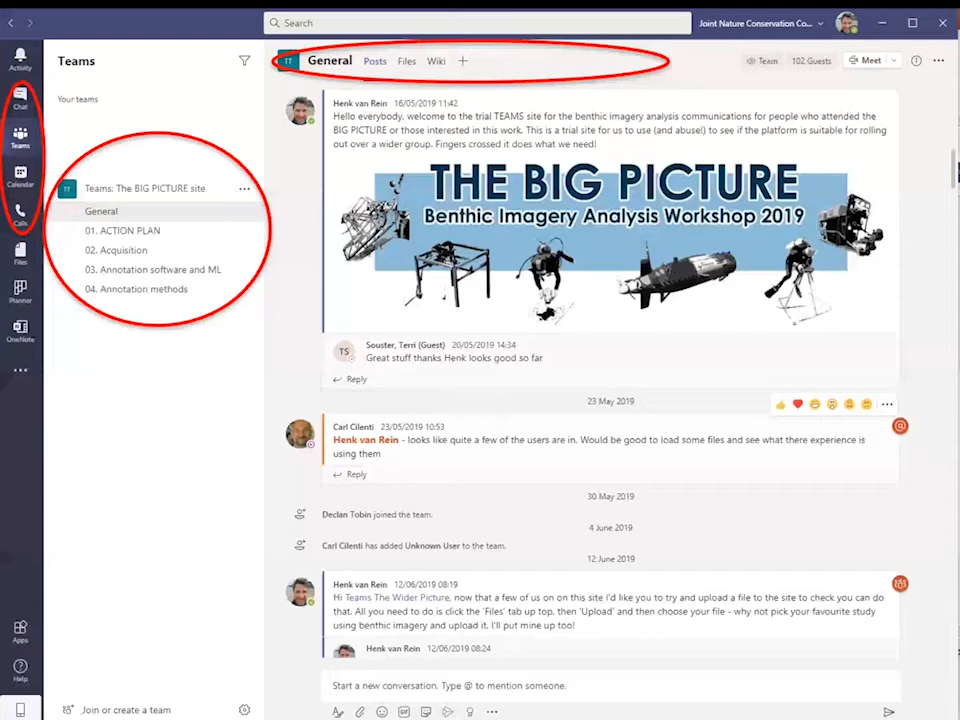 Search
Joint Nature Conservation Co...
Activity
Chat
Teams
Calendar
Calls
Files
Planner
OneNote
Apps
Help
Teams
Your teams
TT
Teams: The BIG PICTURE site
General
01. ACTION PLAN
02. Acquisition
03. Annotation software and ML
04. Annotation methods
Join or create a team
TT General Posts Files Wiki +
Team 102 Guests Meet
Henk van Rein 16/05/2019 11:42
Hello everybody, welcome to the trial TEAMS site for the benthic imagery analysis communications for people who attended the
BIG PICTURE or those interested in this work. This is a trial site for us to use (and abuse!) to see if the platform is suitable for rolling
out over a wider group. Fingers crossed it does what we need!
THE BIG PICTURE
Benthic Imagery Analysis Workshop 2019
TS
Souster, Terri (Guest) 20/05/2019 14:34
Great stuff thanks Henk looks good so far
Reply
23 May 2019
Carl Cilenti 23/05/2019 10:53
Henk van Rein - looks like quite a few of the users are in. Would be good to load some files and see what there experience is
using them
Reply
30 May 2019
Declan Tobin joined the team.
4 June 2019
Carl Cilenti has added Unknown User to the team.
12 June 2019
Henk van Rein 12/06/2019 08:19
Hi Teams The Wider Picture, now that a few of us on on this site I'd like you to try and upload a file to the site to check you can do
that. All you need to do is click the 'Files' tab up top, then 'Upload' and then choose your file - why not pick your favourite study
using benthic imagery and upload it. I'll put mine up too!
Henk van Rein 12/06/2019 08:24
Start a new conversation. Type @ to mention someone.
GIF